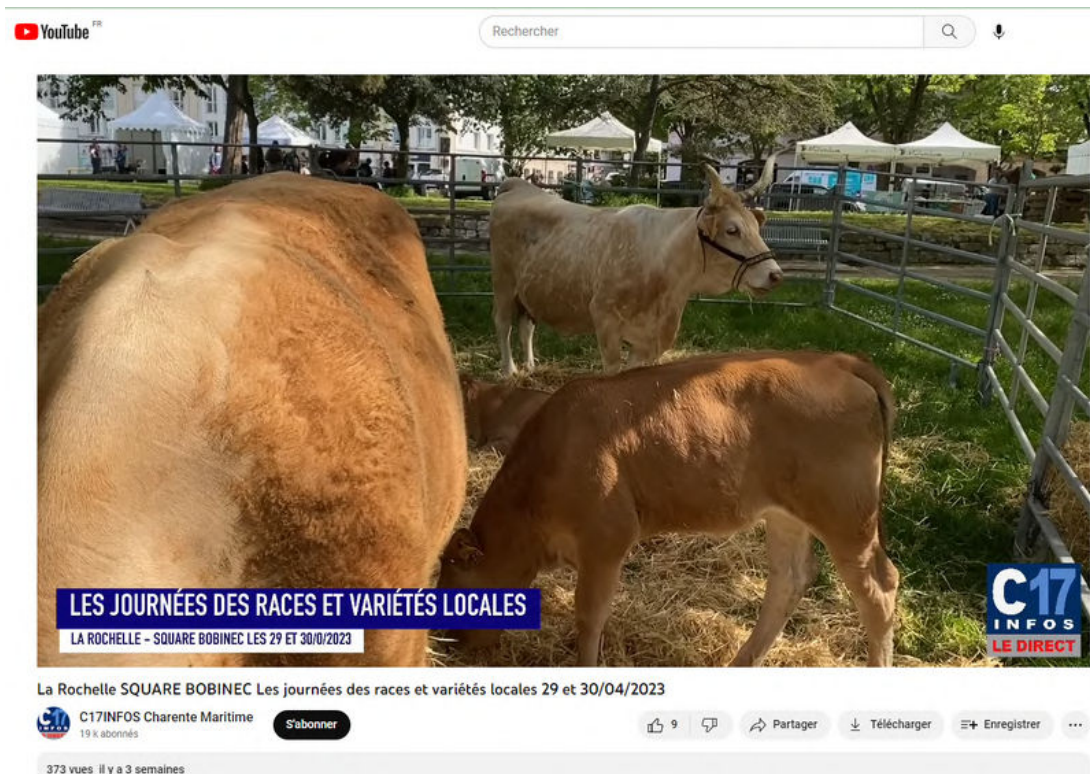 YouTube FR
Rechercher
LES JOURNÉES DES RACES ET VARIÉTÉS LOCALES
LA ROCHELLE - SQUARE BOBINEC LES 29 ET 30/0/2023
C17
INFOS
LE DIRECT
La Rochelle SQUARE BOBINEC Les journées des races et variétés locales 29 et 30/04/2023
C17
INFOS
C17INFOS Charente Maritime
19 k abonnés
S'abonner
9
Partager
Télécharger
Enregistrer
373 vues il y a 3 semaines